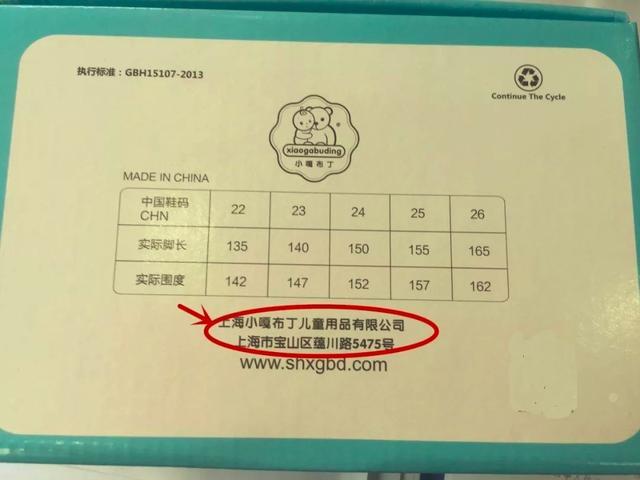 执行标准：GBH15107-2013
Continue The Cycle
xiaogabuding
小嘎布丁
MADE IN CHINA
中国鞋码 CHN 22 23 24 25 26
实际脚长 135 140 150 155 165
实际围度 142 147 152 157 162
上海小嘎布丁儿童用品有限公司
上海市宝山区蕴川路5475号
www.shxgbd.com